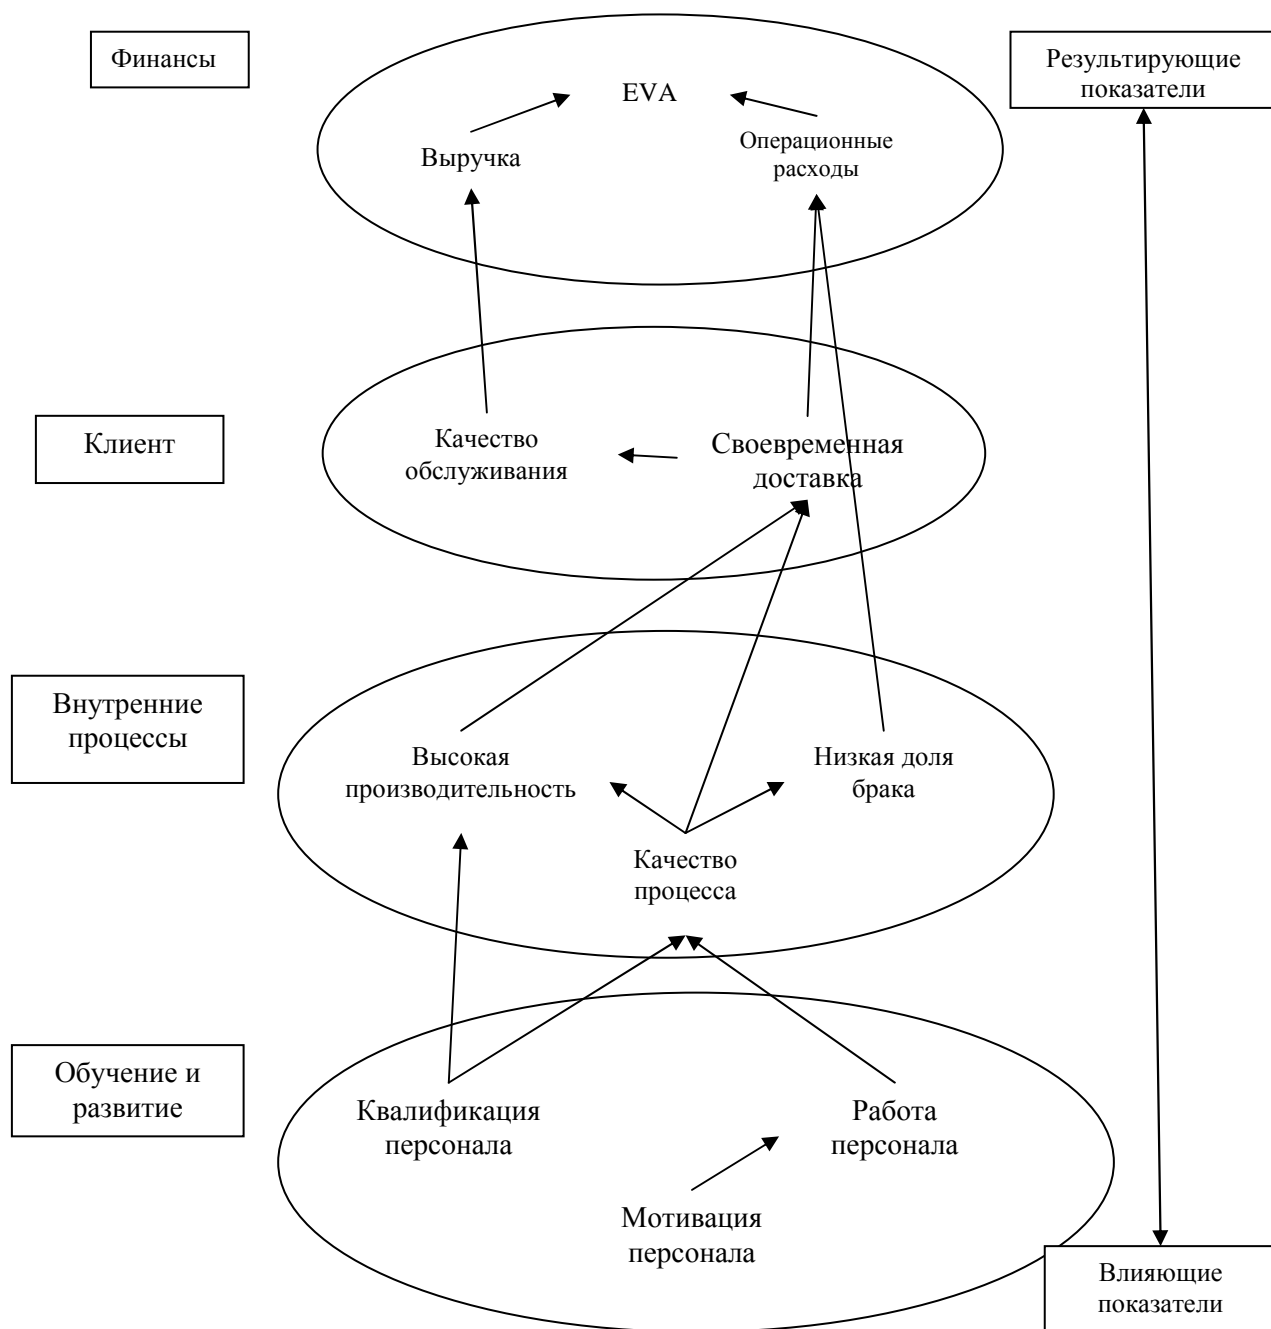 Финансы
Результирующие
показатели
EVA
Операционные
расходы
Выручка
Клиент
Качество
обслуживания
Своевременная
доставка
Внутренние
процессы
Высокая
производительность
Низкая доля
брака
Качество
процесса
Обучение и
развитие
Квалификация
персонала
Работа
персонала
Мотивация
персонала
Влияющие
показатели